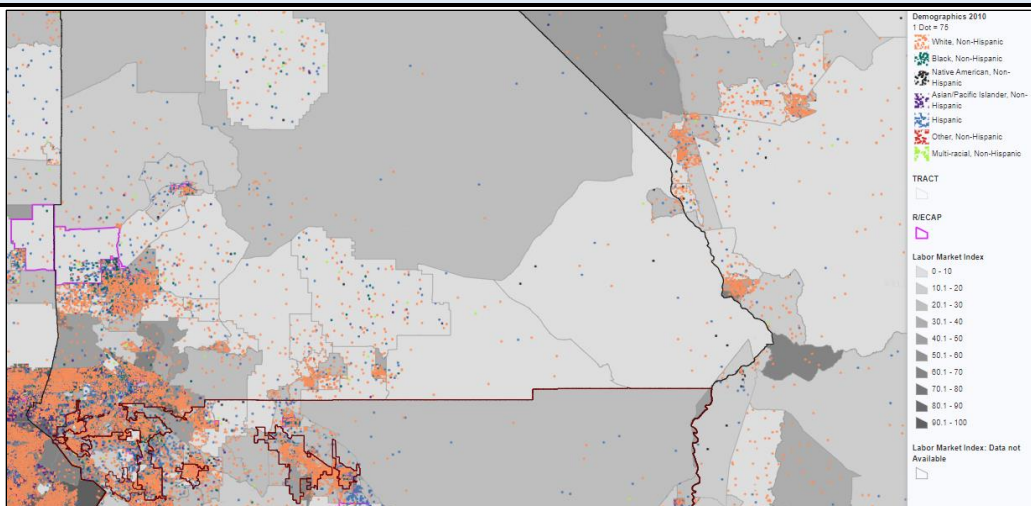 Demographics 2010
1 Dot = 75
White, Non-Hispanic
Black, Non-Hispanic
Native American, Non-
Hispanic
Asian/Pacific Islander, Non-
Hispanic
Hispanic
Other, Non-Hispanic
Multi-racial, Non-Hispanic
TRACT
R/ECAP
Labor Market Index
0 - 10
10.1 - 20
20.1 - 30
30.1 - 40
40.1 - 50
50.1 - 60
60.1 - 70
70.1 - 80
80.1 - 90
90.1 - 100
Labor Market Index: Data not
Available